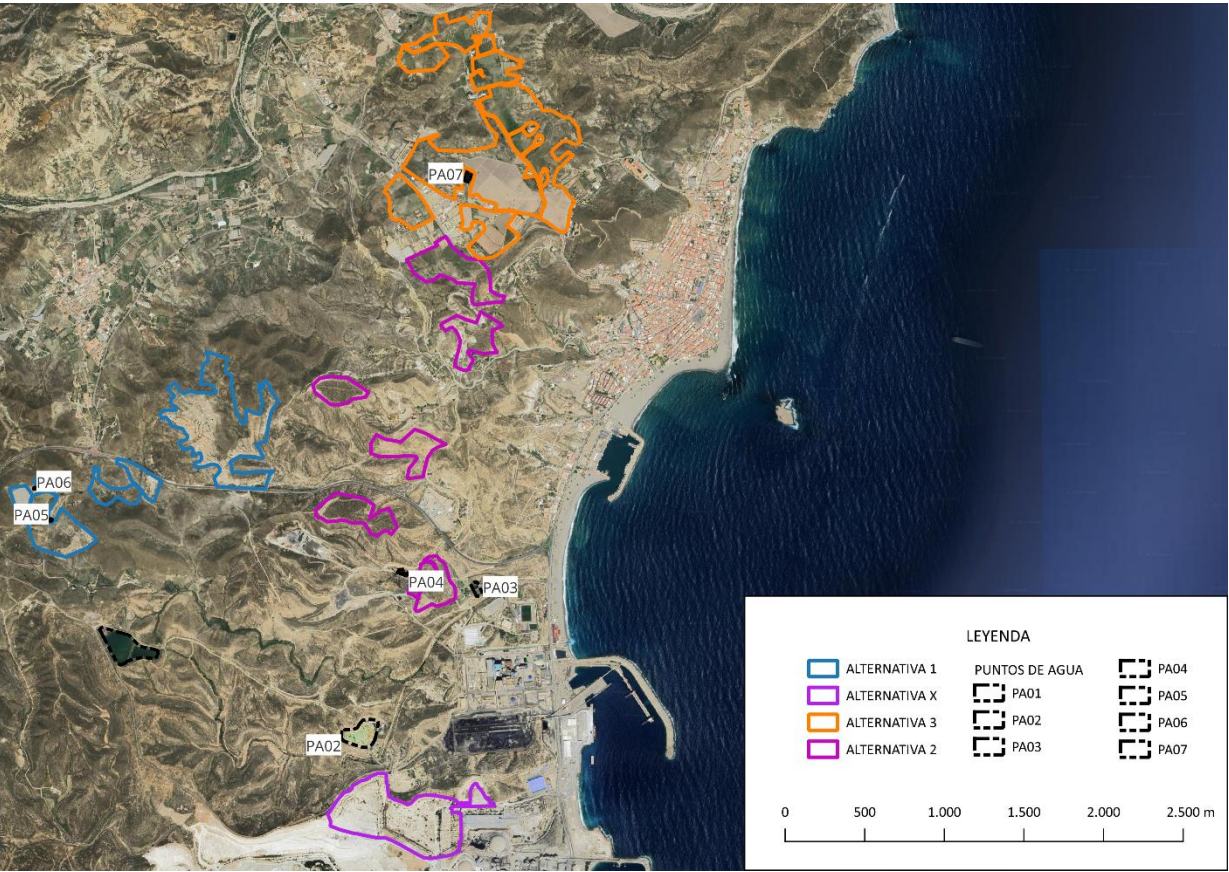 PA07
PA06
PA05
PA04
PA03
PA02
LEYENDA
ALTERNATIVA 1
ALTERNATIVA X
ALTERNATIVA 3
ALTERNATIVA 2
PUNTOS DE AGUA
PA01
PA02
PA03
PA04
PA05
PA06
PA07
0 500 1.000 1.500 2.000 2.500 m